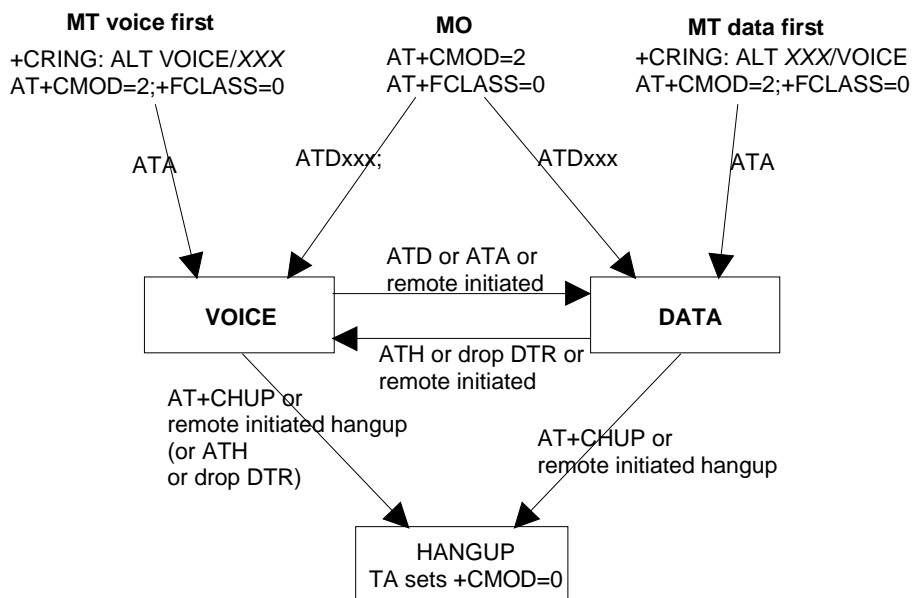 MT voice first
+CRING: ALT VOICE/XXX
AT+CMOD=2;+FCLASS=0
MO
AT+CMOD=2
AT+FCLASS=0
MT data first
+CRING: ALT XXX/VOICE
AT+CMOD=2;+FCLASS=0
ATA
ATDxxx;
ATDxxx
ATA
ATD or ATA or
remote initiated
VOICE
DATA
ATH or drop DTR or
remote initiated
AT+CHUP or
remote initiated hangup
(or ATH
or drop DTR)
AT+CHUP or
remote initiated hangup
HANGUP
TA sets +CMOD=0